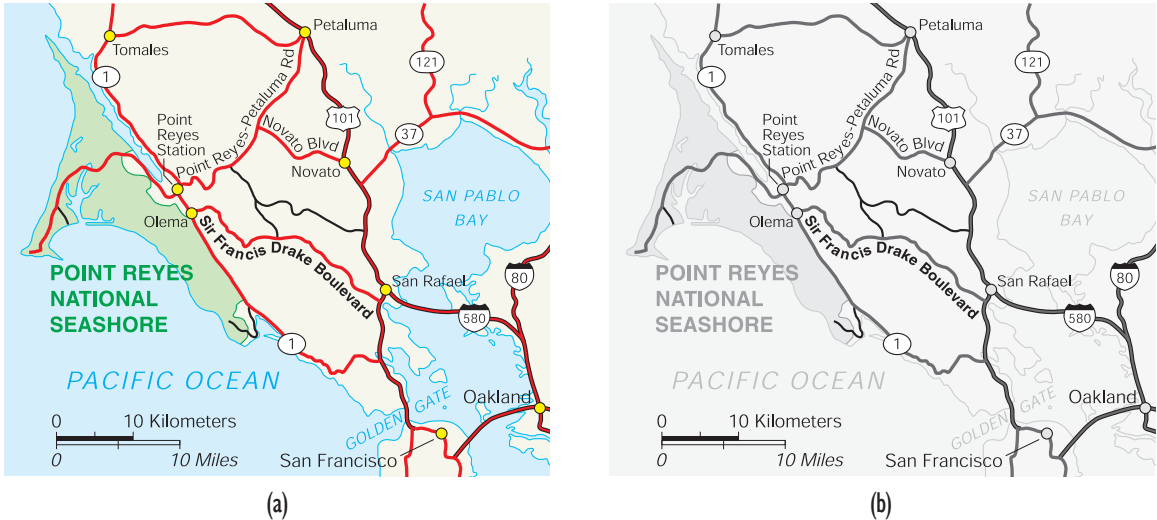 Petaluma
Tomales
1
121
101
37
Point
Reyes
Station
Point Reyes-Petaluma Rd
Novato Blvd
Novato
SAN PABLO
BAY
Olema
Sir Francis Drake Boulevard
POINT REYES
NATIONAL
SEASHORE
San Rafael
80
580
1
PACIFIC OCEAN
Oakland
GOLDEN GATE
0 10 Kilometers
0 10 Miles
San Francisco
(a)
Petaluma
Tomales
1
121
101
37
Point
Reyes
Station
Point Reyes-Petaluma Rd
Novato Blvd
Novato
SAN PABLO
BAY
Olema
Sir Francis Drake Boulevard
POINT REYES
NATIONAL
SEASHORE
San Rafael
80
580
1
PACIFIC OCEAN
Oakland
GOLDEN GATE
0 10 Kilometers
0 10 Miles
San Francisco
(b)